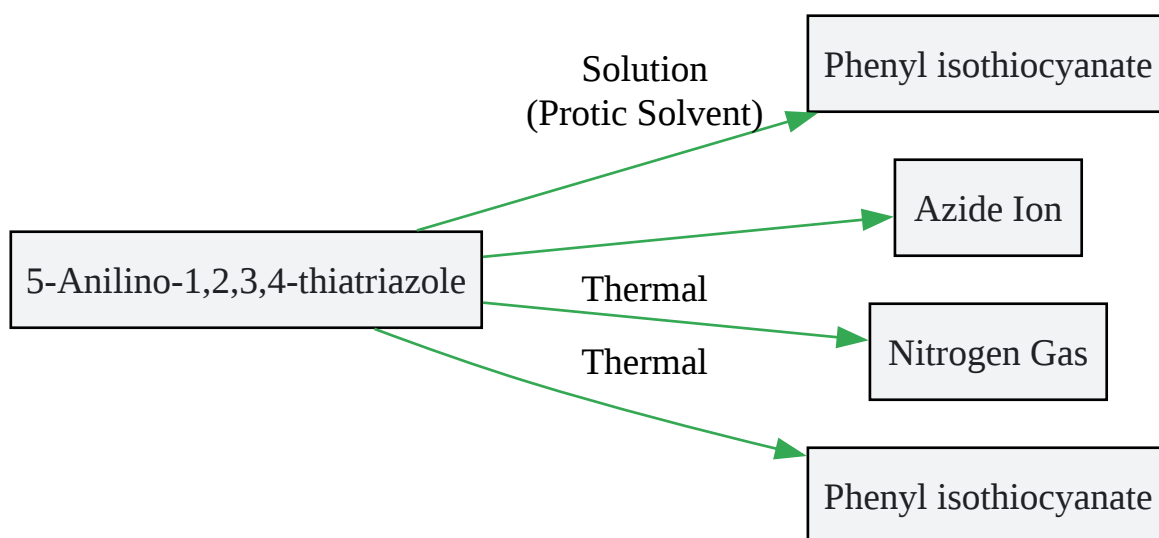 Phenyl isothiocyanate
Solution
(Protic Solvent)
Azide Ion
5-Anilino-1,2,3,4-thiatriazole
Thermal
Nitrogen Gas
Thermal
Phenyl isothiocyanate